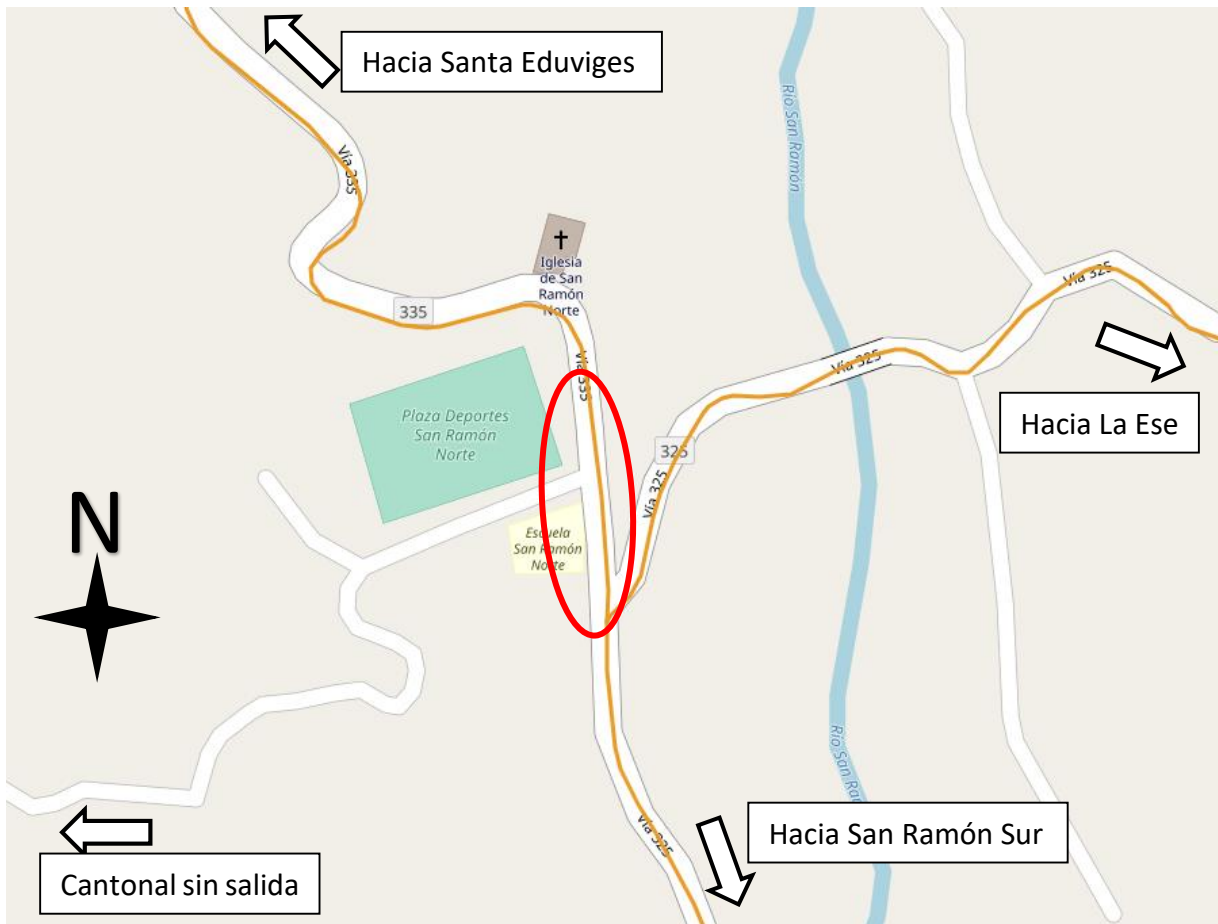 Hacia Santa Eduviges
Río San Ramón
Vía 335
Iglesia
de San
Ramón
Norte
335
Vía 325
Hacia La Ese
Vía 335
Vía 325
Plaza Deportes
San Ramón
Norte
325
Vía 325
N
Escuela
San Ramón
Norte
Río San Ram
Hacia San Ramón Sur
Vía 325
Cantonal sin salida